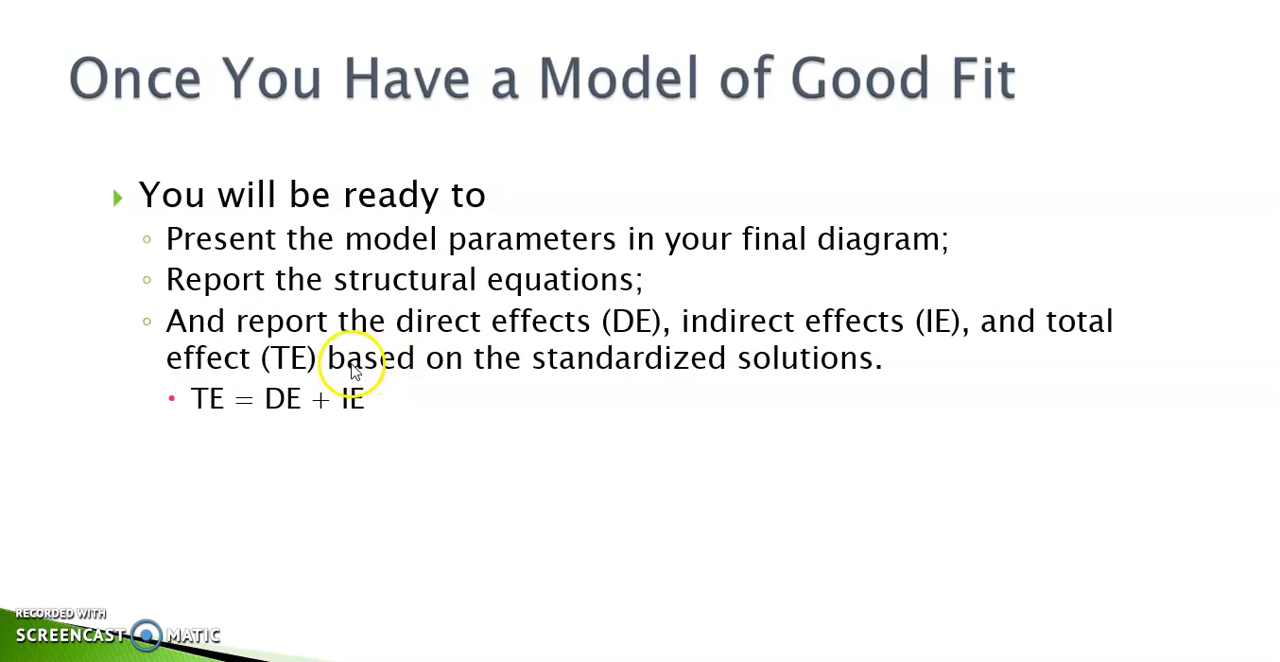 Once You Have a Model of Good Fit
You will be ready to
Present the model parameters in your final diagram;
Report the structural equations;
And report the direct effects (DE), indirect effects (IE), and total
effect (TE) based on the standardized solutions.
TE = DE + IE
RECORDED WITH
SCREENCAST MATIC